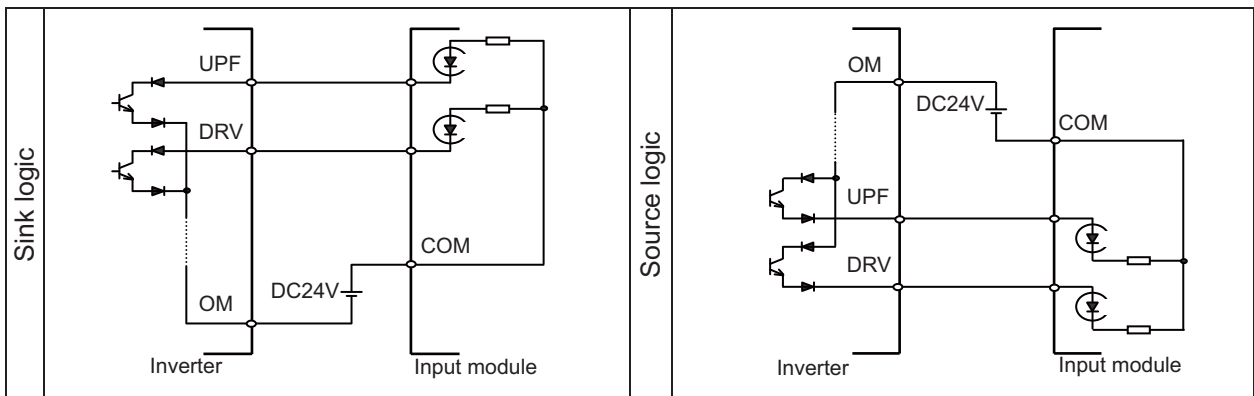 Sink logic
UPF
DRV
COM
DC24V
OM
Inverter
Input module
Source logic
OM
DC24V
COM
UPF
DRV
Inverter
Input module